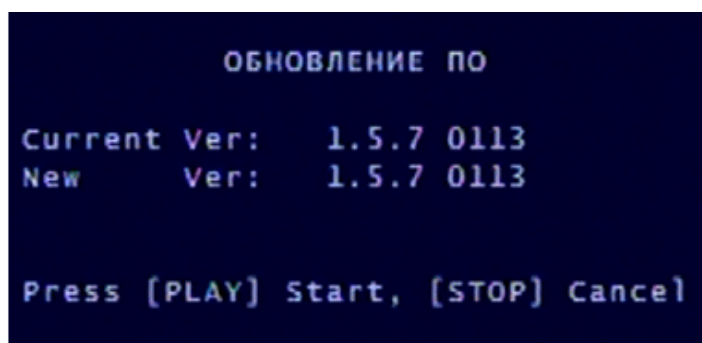 ОБНОВЛЕНИЕ ПО
Current Ver: 1.5.7 0113
New Ver: 1.5.7 0113
Press [PLAY] Start, [STOP] Cancel